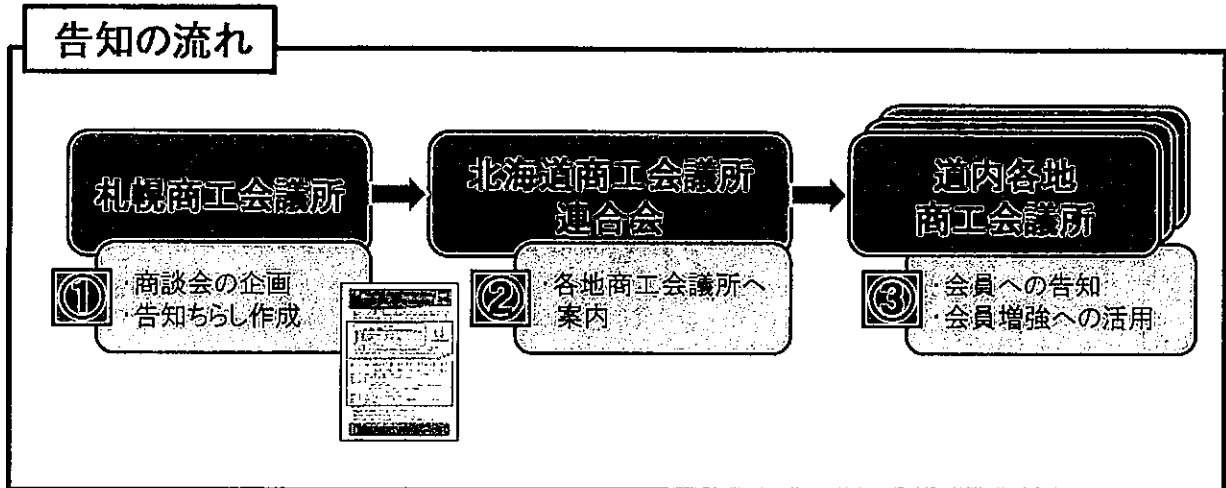 告知の流れ
札幌商工会議所
北海道商工会議所
連合会
道内各地
商工会議所
①
・商談会の企画
・告知ちらし作成
②
・各地商工会議所へ
案内
③
・会員への告知
・会員増強への活用